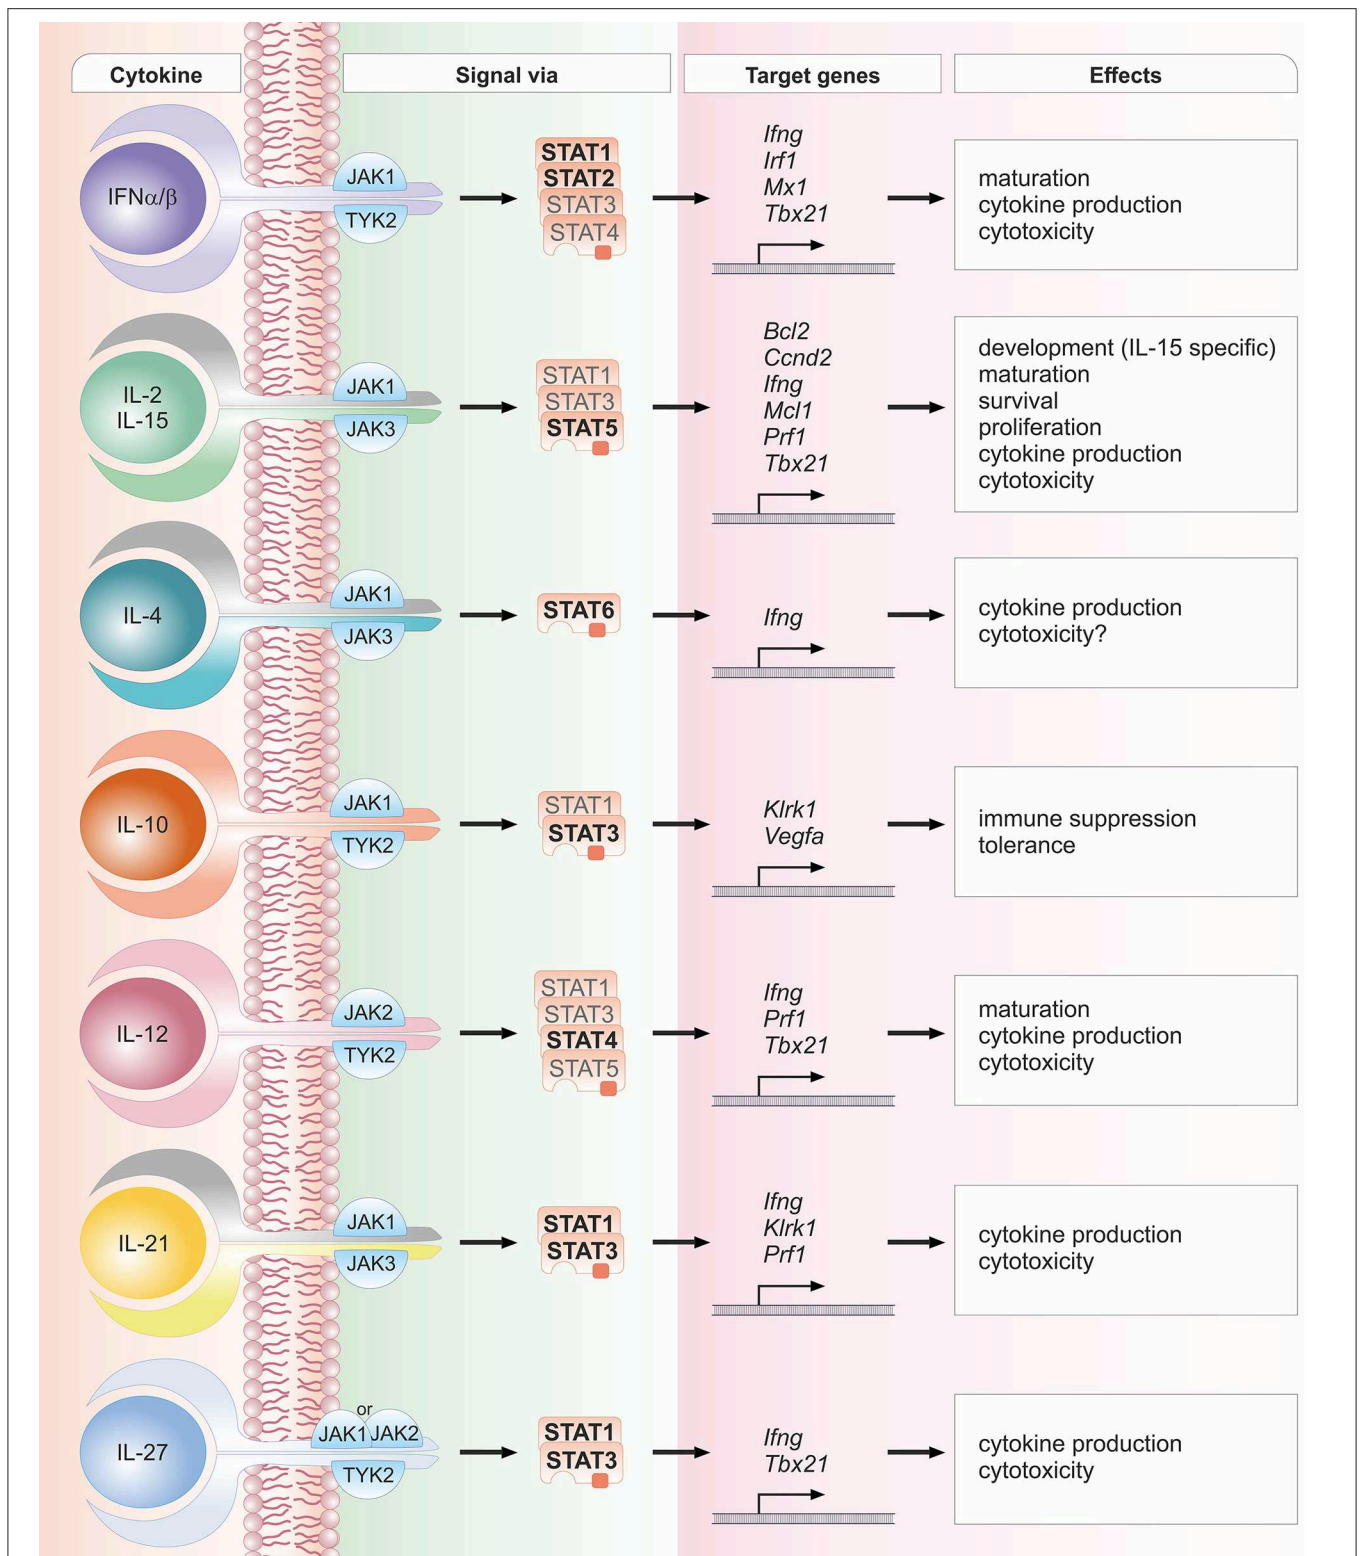 Cytokine
Signal via
Target genes
Effects
IFNα/β
JAK1
TYK2
STAT1
STAT2
STAT3
STAT4
Ifng
Irf1
Mx1
Tbx21
maturation
cytokine production
cytotoxicity
IL-2
IL-15
JAK1
JAK3
STAT1
STAT3
STAT5
Bcl2
Ccnd2
Ifng
Mcl1
Prf1
Tbx21
development (IL-15 specific)
maturation
survival
proliferation
cytokine production
cytotoxicity
IL-4
JAK1
JAK3
STAT6
Ifng
cytokine production
cytotoxicity?
IL-10
JAK1
TYK2
STAT1
STAT3
Klrk1
Vegfa
immune suppression
tolerance
IL-12
JAK2
TYK2
STAT1
STAT3
STAT4
STAT5
Ifng
Prf1
Tbx21
maturation
cytokine production
cytotoxicity
IL-21
JAK1
JAK3
STAT1
STAT3
Ifng
Klrk1
Prf1
cytokine production
cytotoxicity
IL-27
or
JAK1 JAK2
TYK2
STAT1
STAT3
Ifng
Tbx21
cytokine production
cytotoxicity